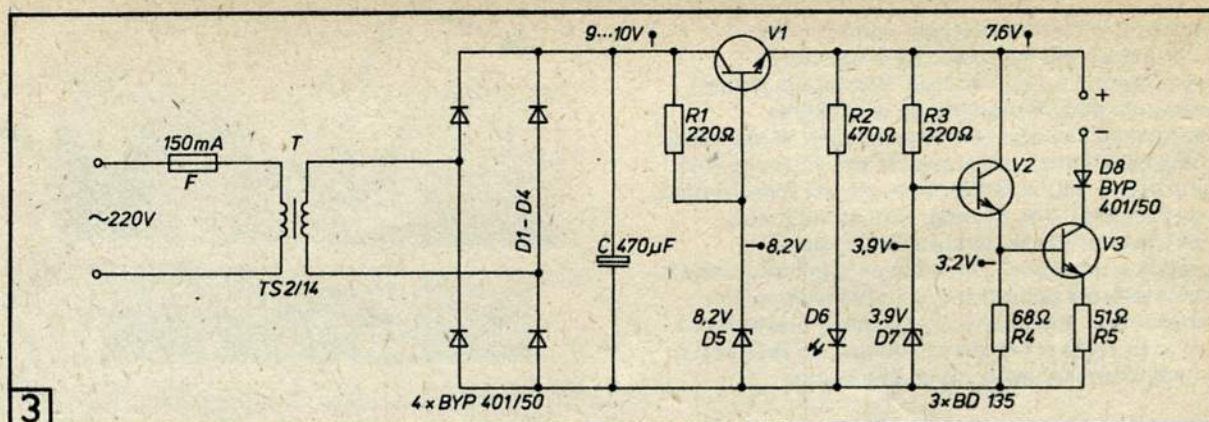 9...10V
V1
7,6V
R1
220Ω
R2
470Ω
R3
220Ω
+
−
150mA
F
T
~220V
TS2/14
D1-D4
C 470µF
V2
D8
BYP
401/50
V3
8,2V
3,9V
3,2V
8,2V
D5
D6
3,9V
D7
68Ω
R4
51Ω
R5
3
4×BYP 401/50
3×BD 135